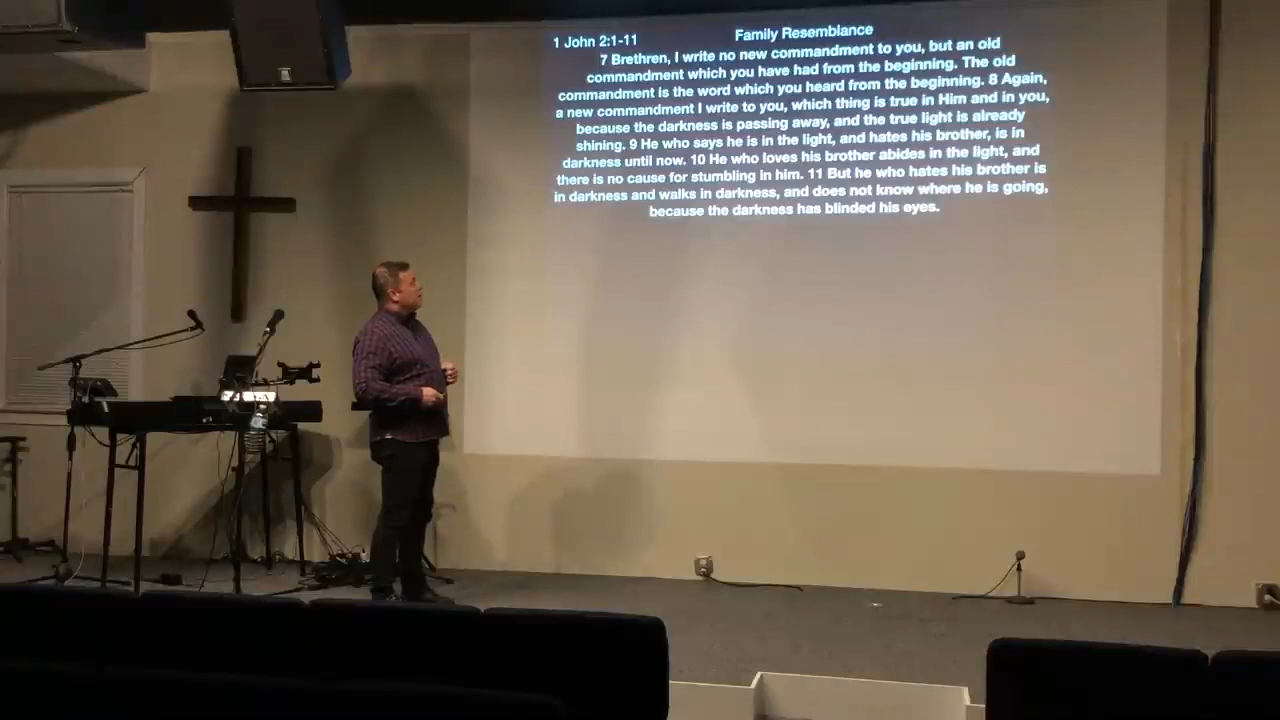 1 John 2:1-11 Family Resemblance
7 Brethren, I write no new commandment to you, but an old
commandment which you have had from the beginning. The old
commandment is the word which you heard from the beginning. 8 Again,
a new commandment I write to you, which thing is true in Him and in you,
because the darkness is passing away, and the true light is already
shining. 9 He who says he is in the light, and hates his brother, is in
darkness until now. 10 He who loves his brother abides in the light, and
there is no cause for stumbling in him. 11 But he who hates his brother is
in darkness and walks in darkness, and does not know where he is going,
because the darkness has blinded his eyes.